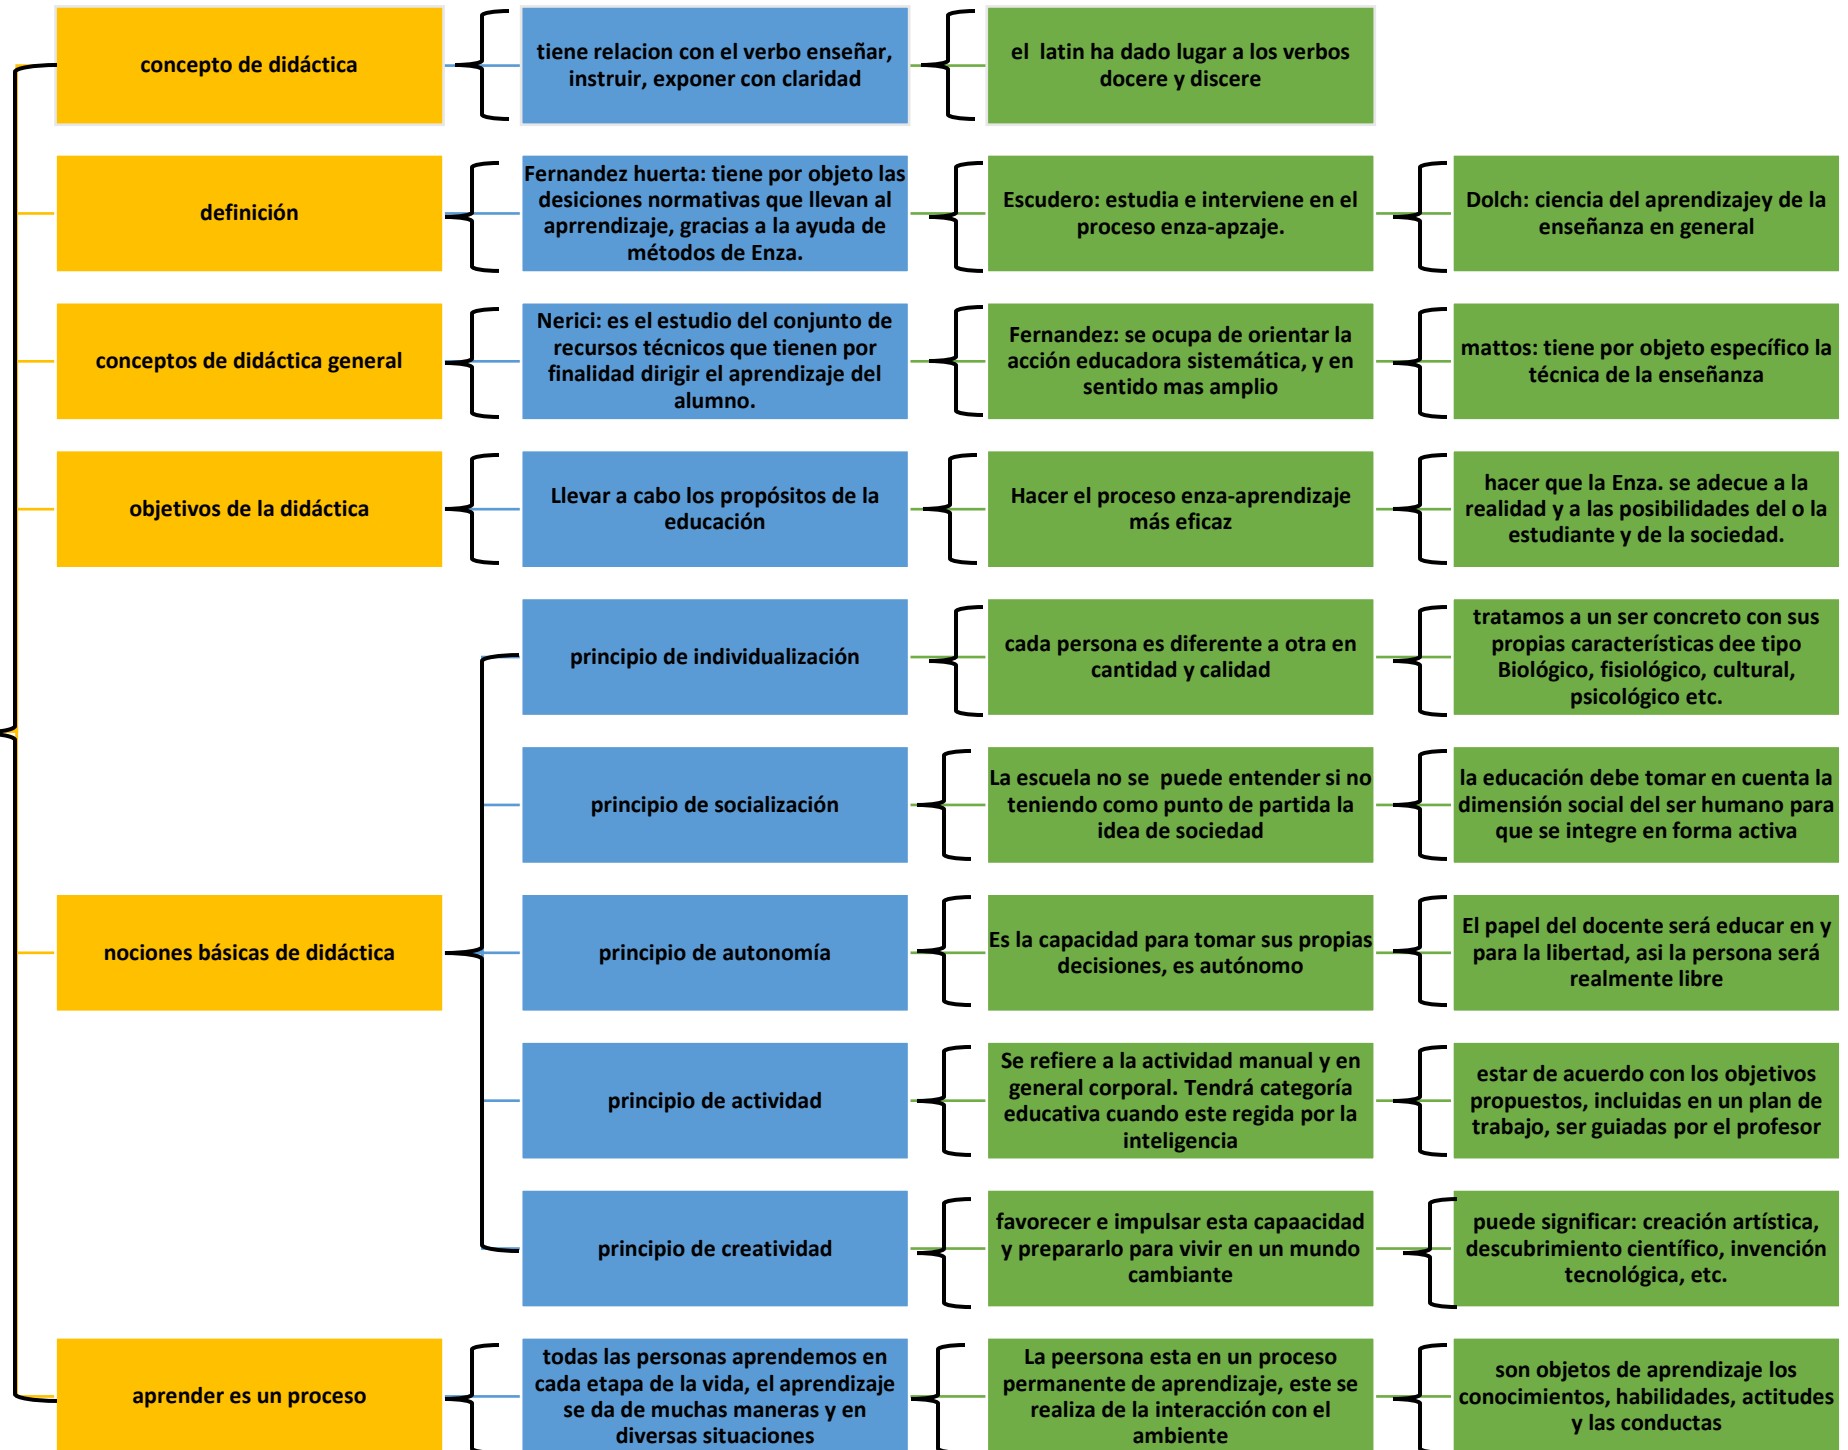 concepto de didáctica
tiene relacion con el verbo enseñar,
instruir, exponer con claridad
el  latin ha dado lugar a los verbos
docere y discere
definición
Fernandez huerta: tiene por objeto las
desiciones normativas que llevan al
aprrendizaje, gracias a la ayuda de
métodos de Enza.
Escudero: estudia e interviene en el
proceso enza-apzaje.
Dolch: ciencia del aprendizajey de la
enseñanza en general
conceptos de didáctica general
Nerici: es el estudio del conjunto de
recursos técnicos que tienen por
finalidad dirigir el aprendizaje del
alumno.
Fernandez: se ocupa de orientar la
acción educadora sistemática, y en
sentido mas amplio
mattos: tiene por objeto específico la
técnica de la enseñanza
objetivos de la didáctica
Llevar a cabo los propósitos de la
educación
Hacer el proceso enza-aprendizaje
más eficaz
hacer que la Enza. se adecue a la
realidad y a las posibilidades del o la
estudiante y de la sociedad.
nociones básicas de didáctica
principio de individualización
cada persona es diferente a otra en
cantidad y calidad
tratamos a un ser concreto con sus
propias características dee tipo
Biológico, fisiológico, cultural,
psicológico etc.
principio de socialización
La escuela no se  puede entender si no
teniendo como punto de partida la
idea de sociedad
la educación debe tomar en cuenta la
dimensión social del ser humano para
que se integre en forma activa
principio de autonomía
Es la capacidad para tomar sus propias
decisiones, es autónomo
El papel del docente será educar en y
para la libertad, asi la persona será
realmente libre
principio de actividad
Se refiere a la actividad manual y en
general corporal. Tendrá categoría
educativa cuando este regida por la
inteligencia
estar de acuerdo con los objetivos
propuestos, incluidas en un plan de
trabajo, ser guiadas por el profesor
principio de creatividad
favorecer e impulsar esta capaacidad
y prepararlo para vivir en un mundo
cambiante
puede significar: creación artística,
descubrimiento científico, invención
tecnológica, etc.
aprender es un proceso
todas las personas aprendemos en
cada etapa de la vida, el aprendizaje
se da de muchas maneras y en
diversas situaciones
La peersona esta en un proceso
permanente de aprendizaje, este se
realiza de la interacción con el
ambiente
son objetos de aprendizaje los
conocimientos, habilidades, actitudes
y las conductas